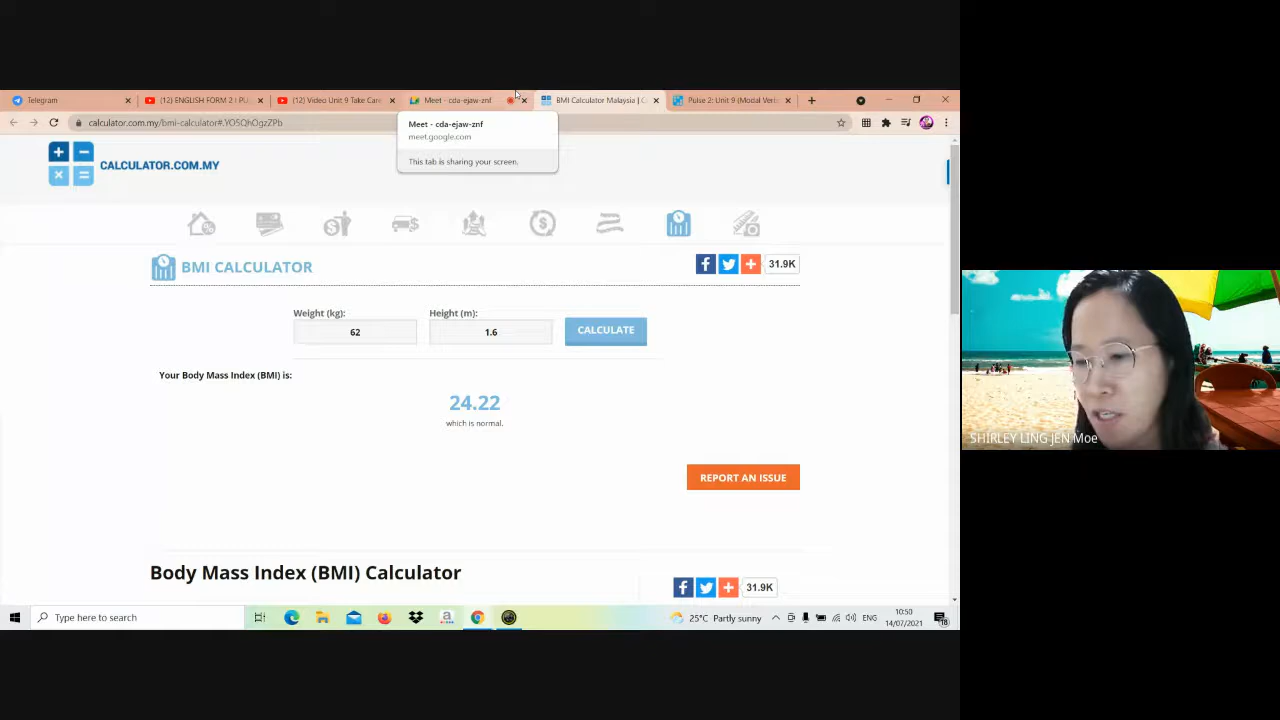 Telegram
(12) ENGLISH FORM 2 I PU
(12) Video Unit 9 Take Care
Meet - cda-ejaw-znf
BMI Calculator Malaysia | C
Pulse 2: Unit 9 (Modal Verbs
calculator.com.my/bmi-calculator#.YO5QhOgzZPb
Meet - cda-ejaw-znf
meet.google.com
This tab is sharing your screen.
CALCULATOR.COM.MY
BMI CALCULATOR
31.9K
Weight (kg):
Height (m):
62
1.6
CALCULATE
Your Body Mass Index (BMI) is:
24.22
which is normal.
REPORT AN ISSUE
Body Mass Index (BMI) Calculator
31.9K
SHIRLEY LING JEN Moe
Type here to search
25°C Partly sunny
ENG
10:50
14/07/2021
18